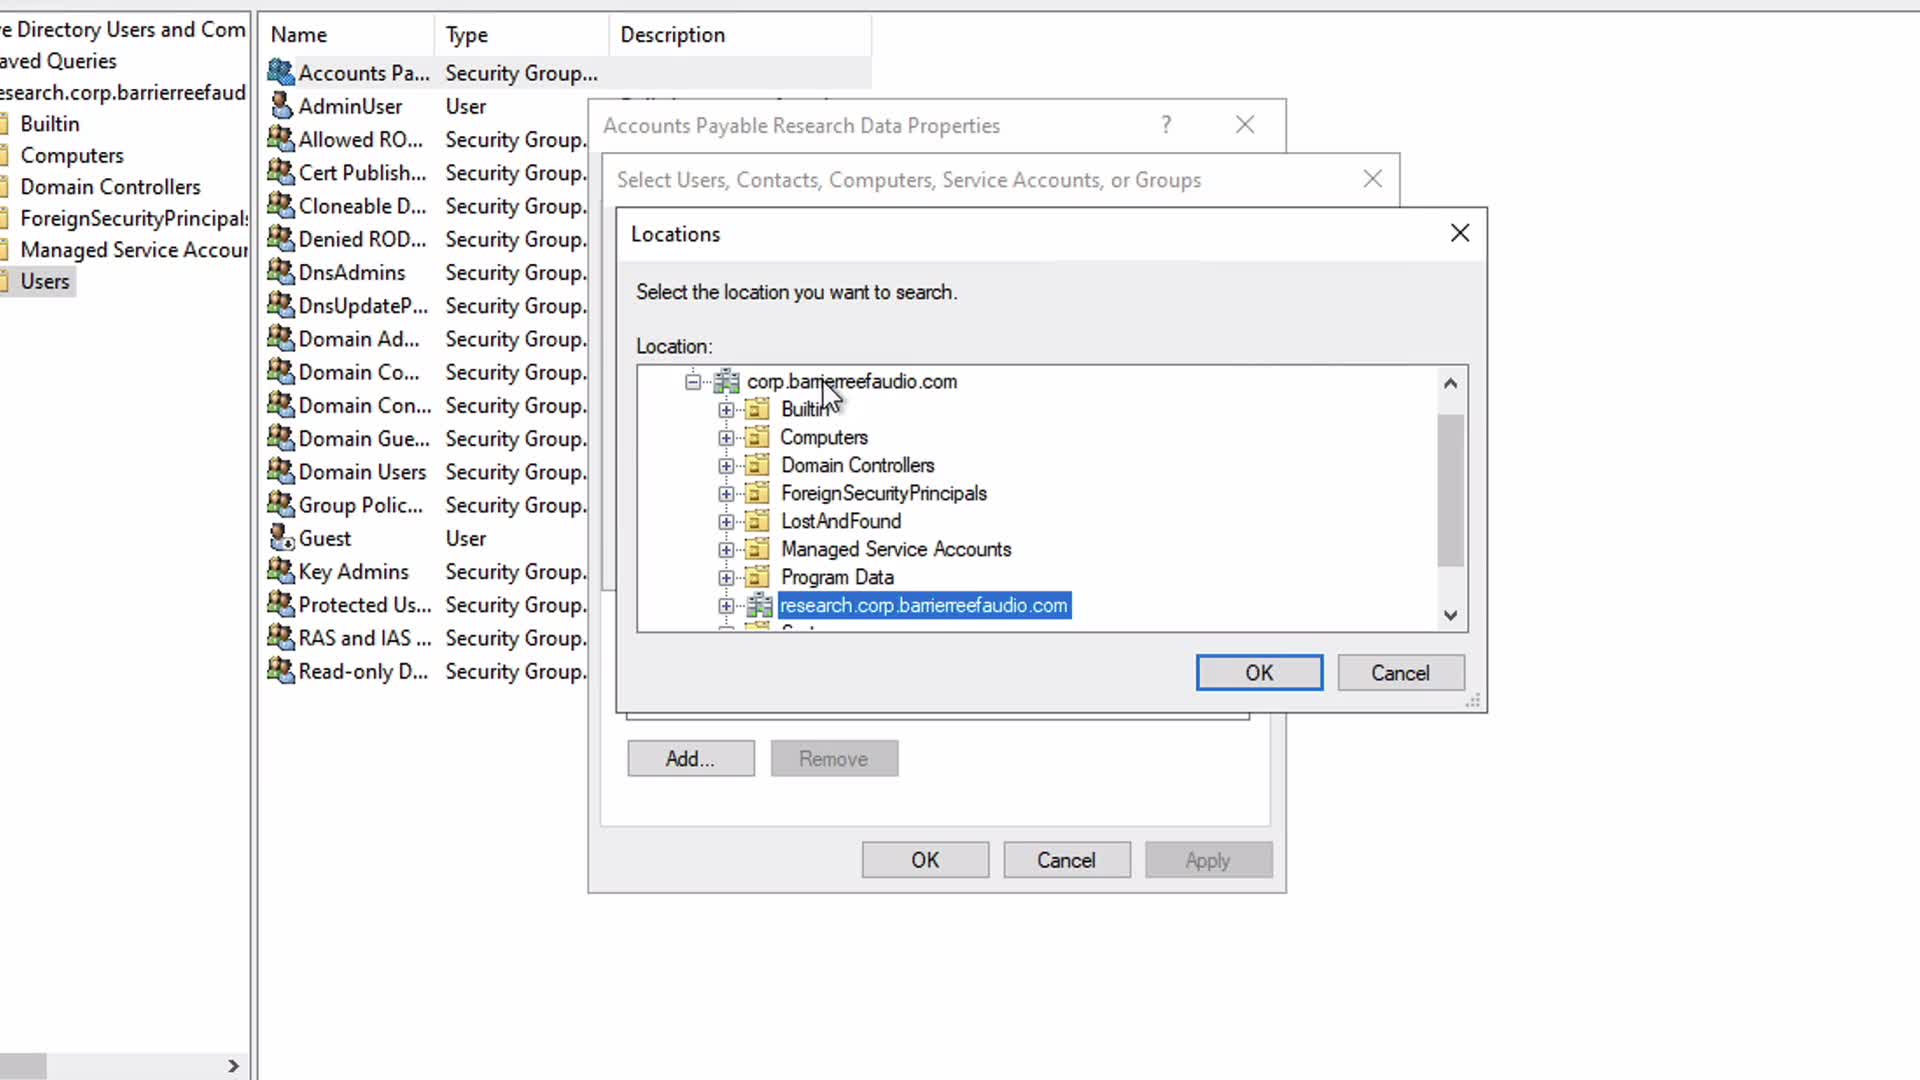 ve Directory Users and Com
aved Queries
esearch.corp.barrierreefaud
Builtin
Computers
Domain Controllers
ForeignSecurityPrincipals
Managed Service Accour
Users
Name Type Description
Accounts Pa... Security Group...
AdminUser User
Allowed RO... Security Group.
Cert Publish... Security Group.
Cloneable D... Security Group.
Denied ROD... Security Group.
DnsAdmins Security Group.
DnsUpdateP... Security Group.
Domain Ad... Security Group.
Domain Co... Security Group.
Domain Con... Security Group.
Domain Gue... Security Group.
Domain Users Security Group.
Group Polic... Security Group.
Guest User
Key Admins Security Group.
Protected Us... Security Group.
RAS and IAS ... Security Group.
Read-only D... Security Group.
Accounts Payable Research Data Properties ?
Select Users, Contacts, Computers, Service Accounts, or Groups
Locations
Select the location you want to search.
Location:
corp.barrierreefaudio.com
Builtin
Computers
Domain Controllers
ForeignSecurityPrincipals
LostAndFound
Managed Service Accounts
Program Data
research.corp.barrierreefaudio.com
OK Cancel
Add... Remove
OK Cancel Apply